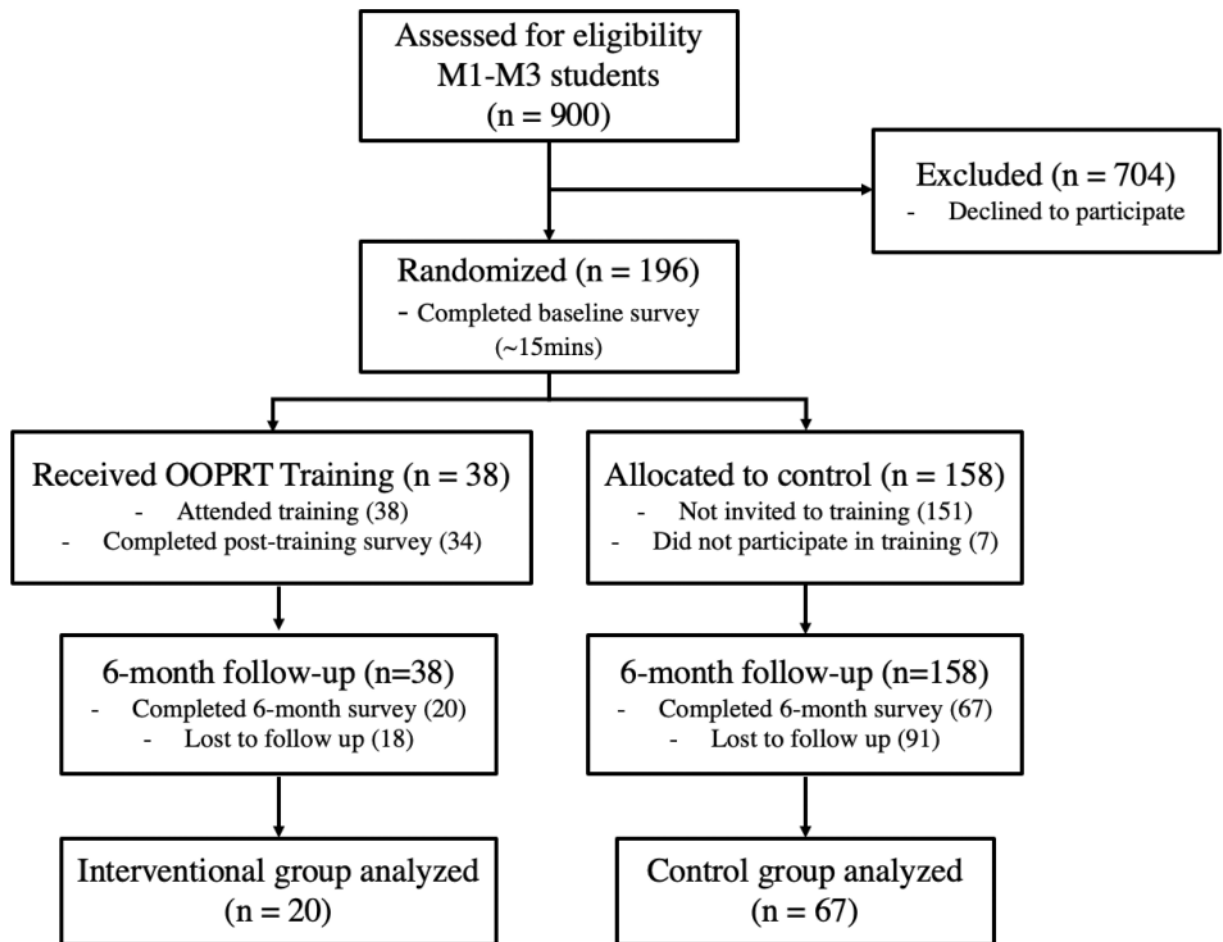 Assessed for eligibility
M1-M3 students
(n = 900)
Excluded (n = 704)
- Declined to participate
Randomized (n = 196)
- Completed baseline survey
(~15mins)
Received OOPRT Training (n = 38)
- Attended training (38)
- Completed post-training survey (34)
Allocated to control (n = 158)
- Not invited to training (151)
- Did not participate in training (7)
6-month follow-up (n=38)
- Completed 6-month survey (20)
- Lost to follow up (18)
6-month follow-up (n=158)
- Completed 6-month survey (67)
- Lost to follow up (91)
Interventional group analyzed
(n = 20)
Control group analyzed
(n = 67)